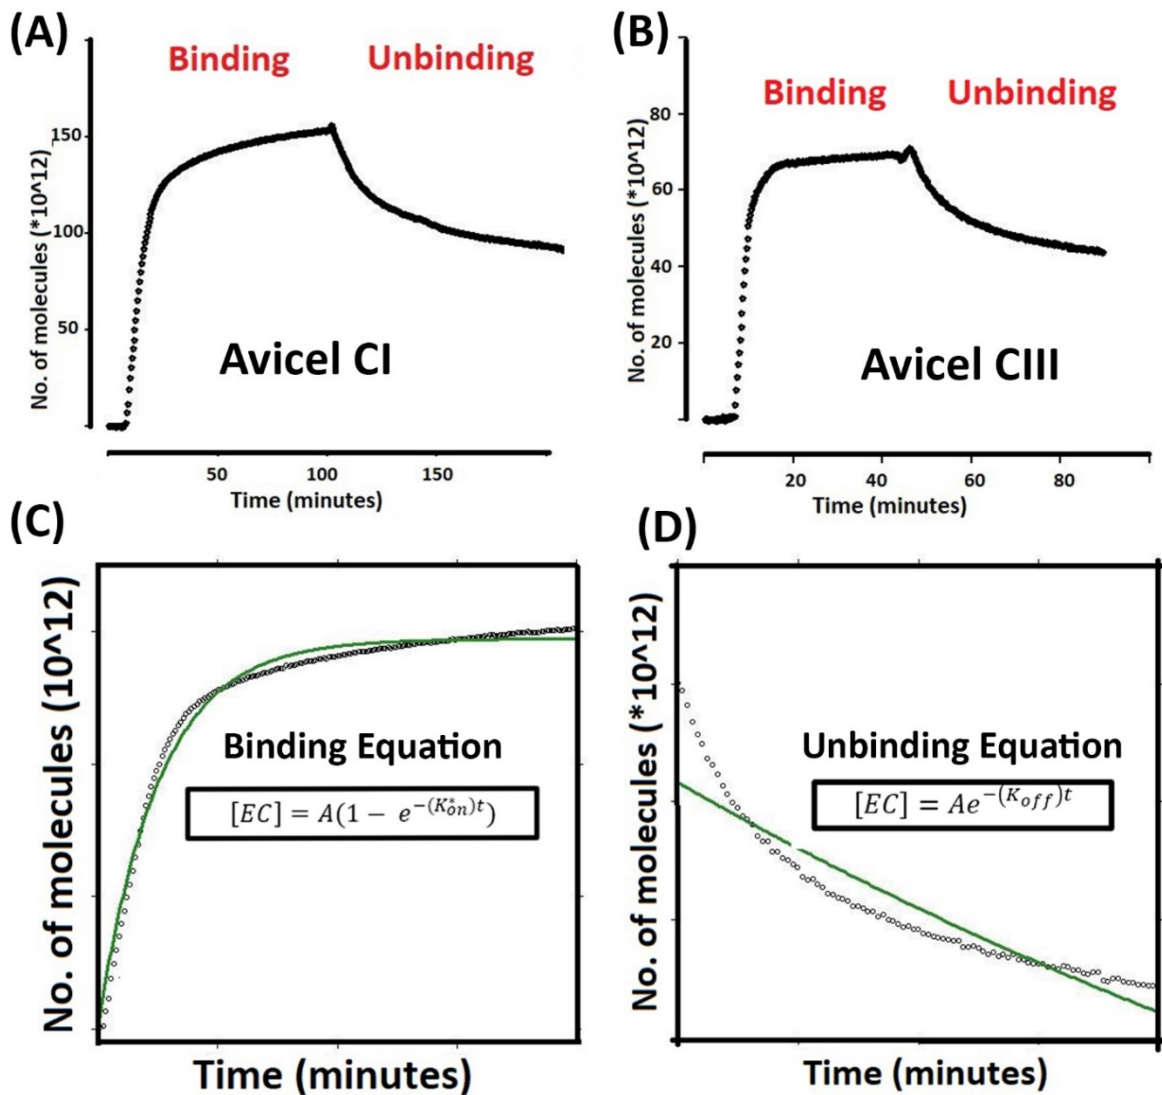 (A)
Binding Unbinding
No. of molecules (*10^12)
150
100
50
Avicel CI
50 100 150
Time (minutes)
(B)
Binding Unbinding
No. of molecules (*10^12)
80
60
40
20
Avicel CIII
20 40 60 80
Time (minutes)
(C)
No. of molecules (10^12)
Binding Equation
[EC] = A(1 − e^{-(K*_{on})t})
Time (minutes)
(D)
No. of molecules (*10^12)
Unbinding Equation
[EC] = Ae^{-(K_{off})t}
Time (minutes)